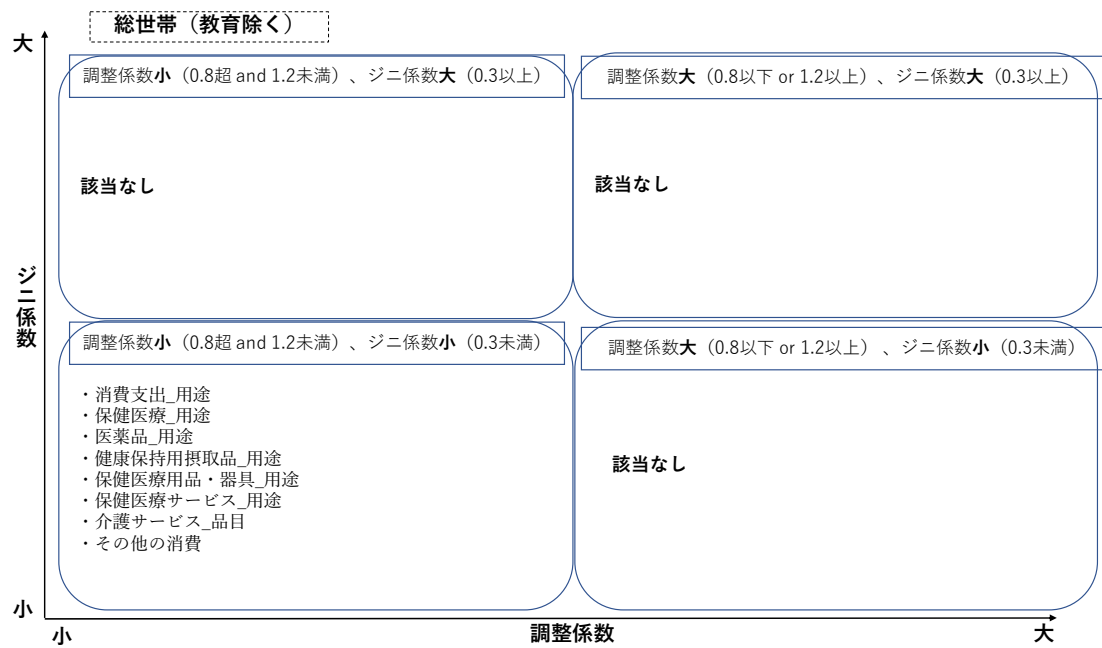 総世帯（教育除く）
大
調整係数小（0.8超 and 1.2未満）、ジニ係数大（0.3以上）
調整係数大（0.8以下 or 1.2以上）、ジニ係数大（0.3以上）
該当なし
該当なし
ジニ係数
調整係数小（0.8超 and 1.2未満）、ジニ係数小（0.3未満）
調整係数大（0.8以下 or 1.2以上） 、ジニ係数小（0.3未満）
・消費支出_用途
・保健医療_用途
・医薬品_用途
・健康保持用摂取品_用途
・保健医療用品・器具_用途
・保健医療サービス_用途
・介護サービス_品目
・その他の消費
該当なし
小
小
調整係数
大